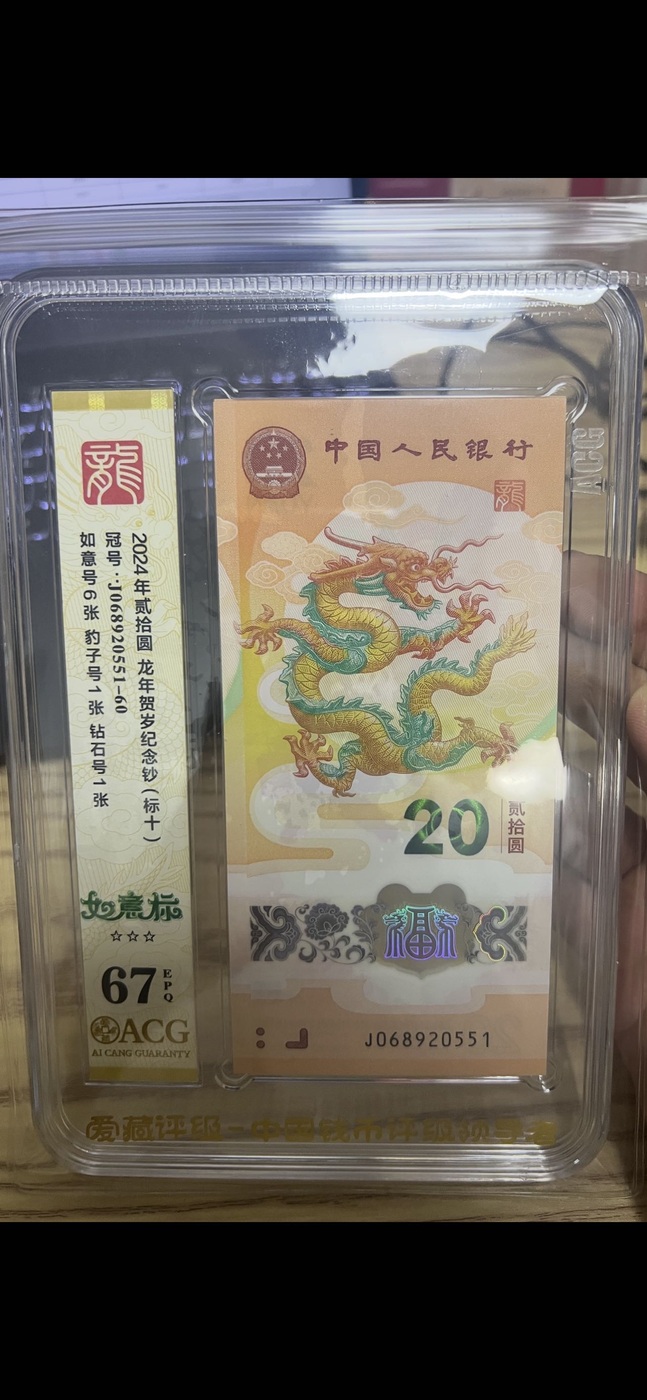 龍
2024年贰拾圆 龙年贺岁纪念钞(标十)
冠号:J068920551-60
如意号6张 豹子号1张 钻石号1张
如意标
☆☆☆
67 EPQ
ACG
AI CANG GUARANTY
中国人民银行
龍
20
贰拾圆
福
J068920551
ACG
爱藏评级-中国钱币评级领导者